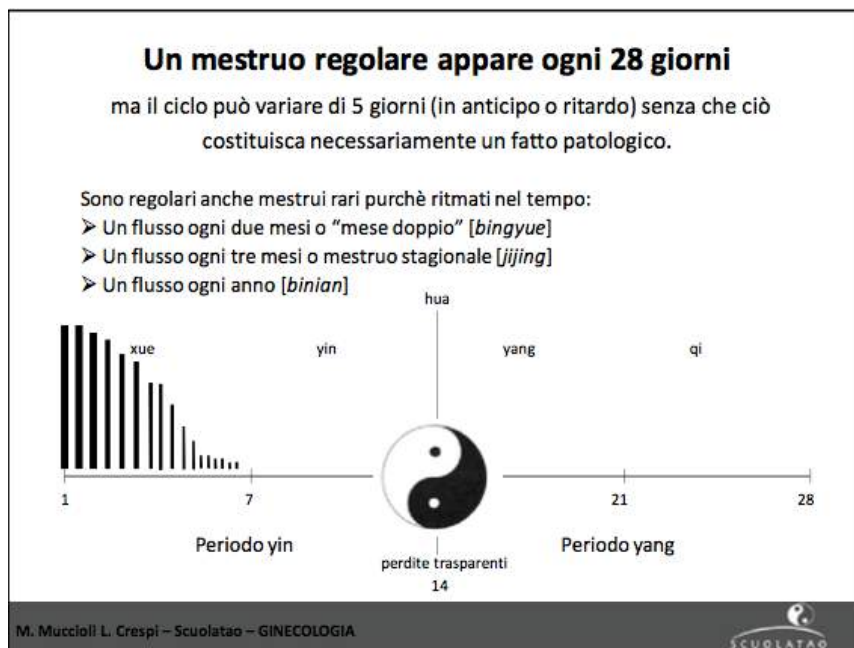 Un mestruo regolare appare ogni 28 giorni
ma il ciclo può variare di 5 giorni (in anticipo o ritardo) senza che ciò
costituisca necessariamente un fatto patologico.
Sono regolari anche mestrui rari purchè ritmati nel tempo:
➢ Un flusso ogni due mesi o “mese doppio” [bingyue]
➢ Un flusso ogni tre mesi o mestruo stagionale [jijing]
➢ Un flusso ogni anno [binian]
hua
xue yin yang qi
1 7 21 28
Periodo yin Periodo yang
perdite trasparenti
14
M. Muccioli L. Crespi – Scuolatao – GINECOLOGIA
SCUOLATAO